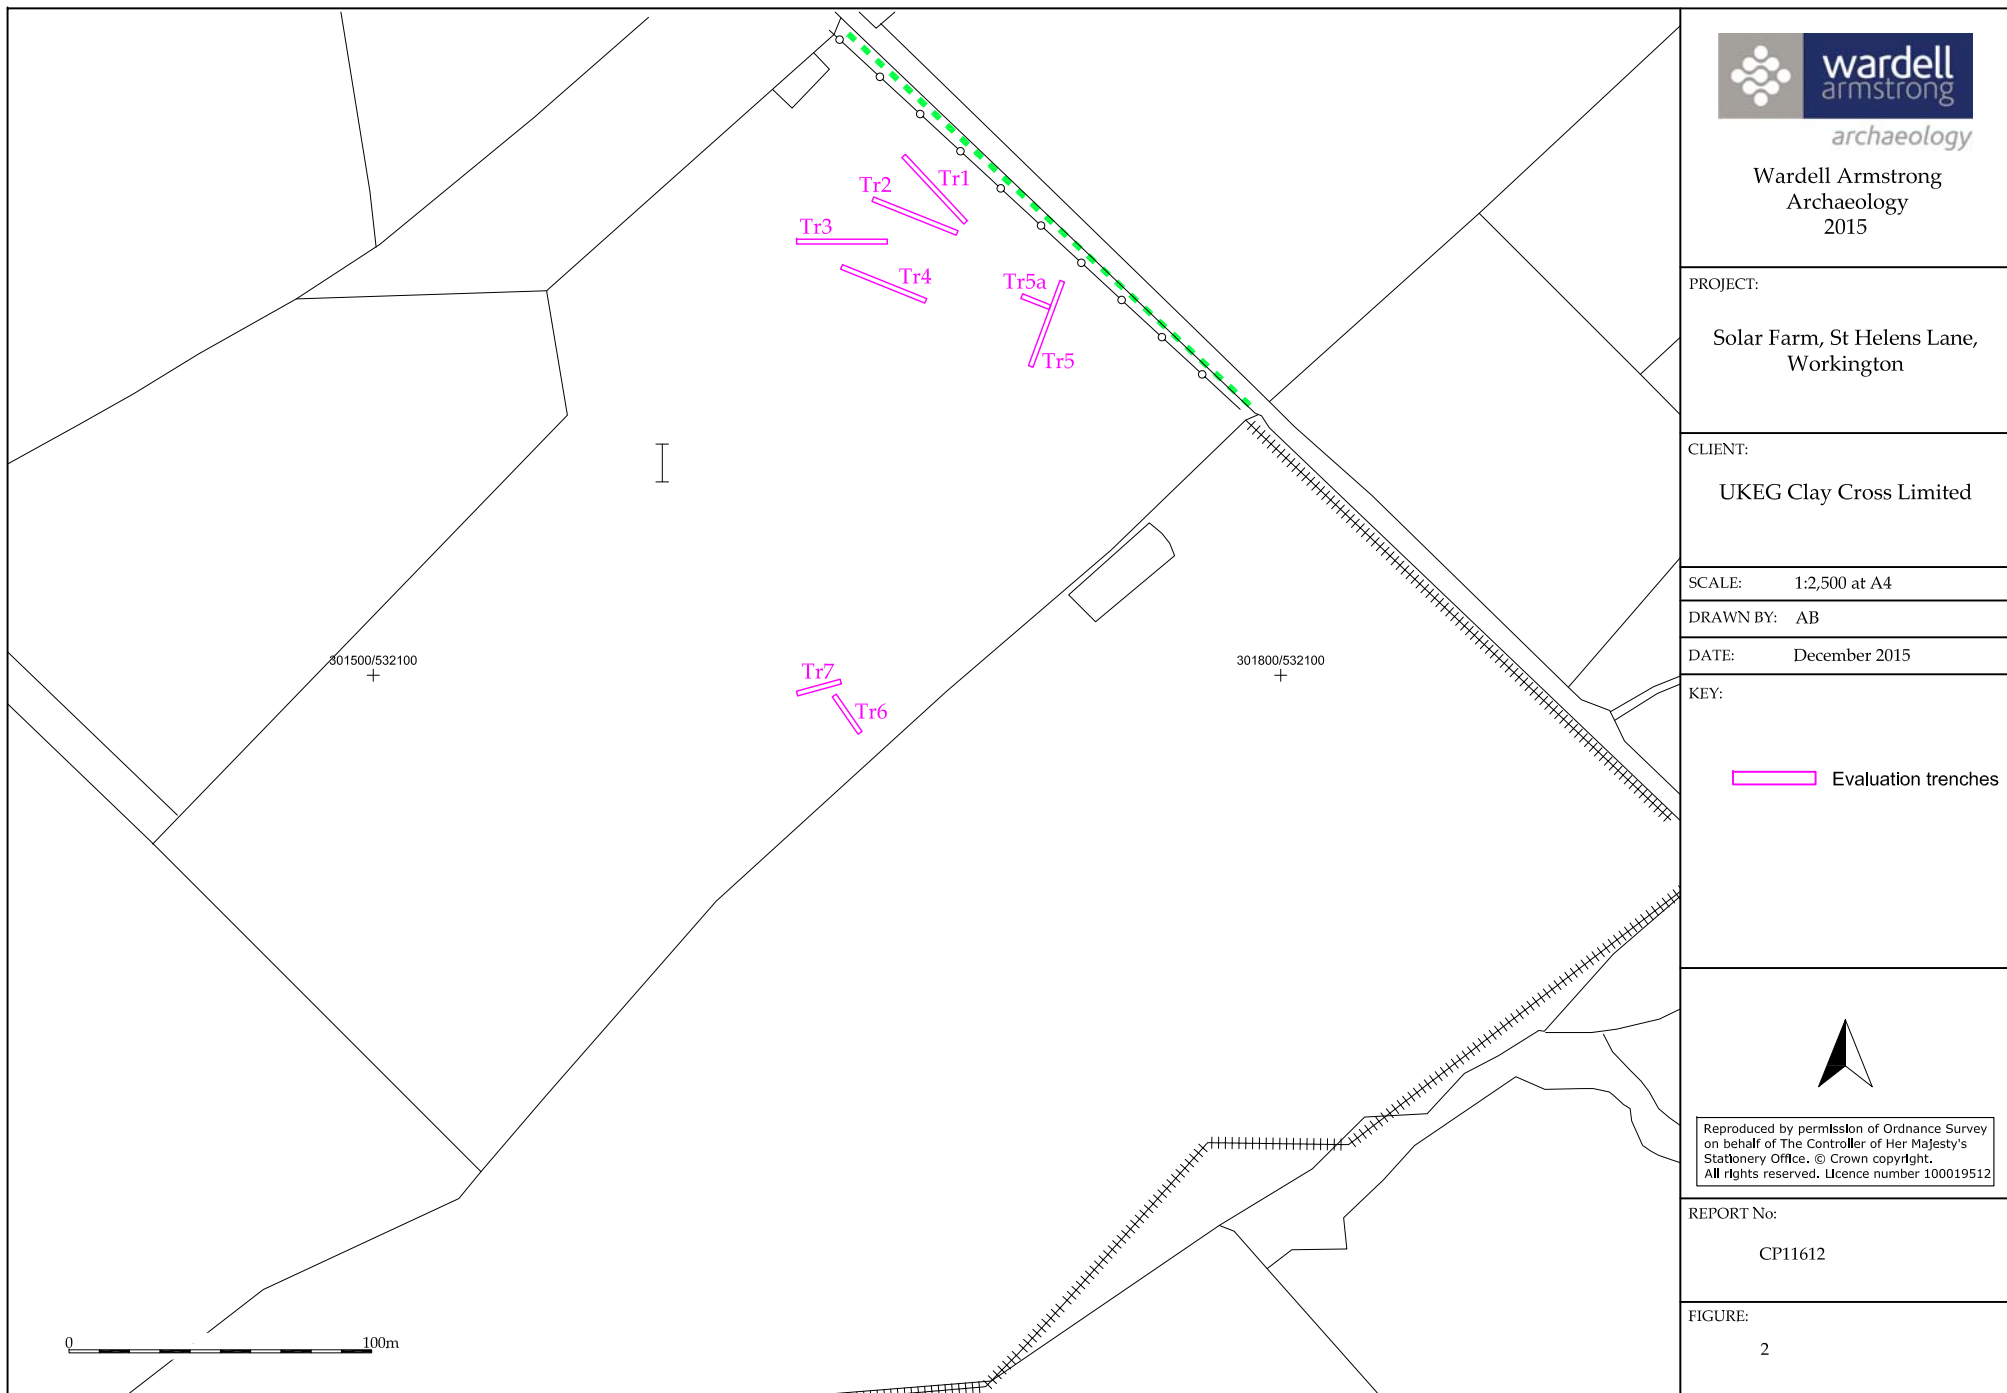 Tr1
Tr2
Tr3
Tr4
Tr5a
Tr5
301500/532100
301800/532100
Tr7
Tr6
0 100m
wardell
armstrong
archaeology
Wardell Armstrong
Archaeology
2015
PROJECT:
Solar Farm, St Helens Lane,
Workington
CLIENT:
UKEG Clay Cross Limited
SCALE: 1:2,500 at A4
DRAWN BY: AB
DATE: December 2015
KEY:
Evaluation trenches
Reproduced by permission of Ordnance Survey
on behalf of The Controller of Her Majesty's
Stationery Office. © Crown copyright.
All rights reserved. Licence number 100019512
REPORT No:
CP11612
FIGURE:
2